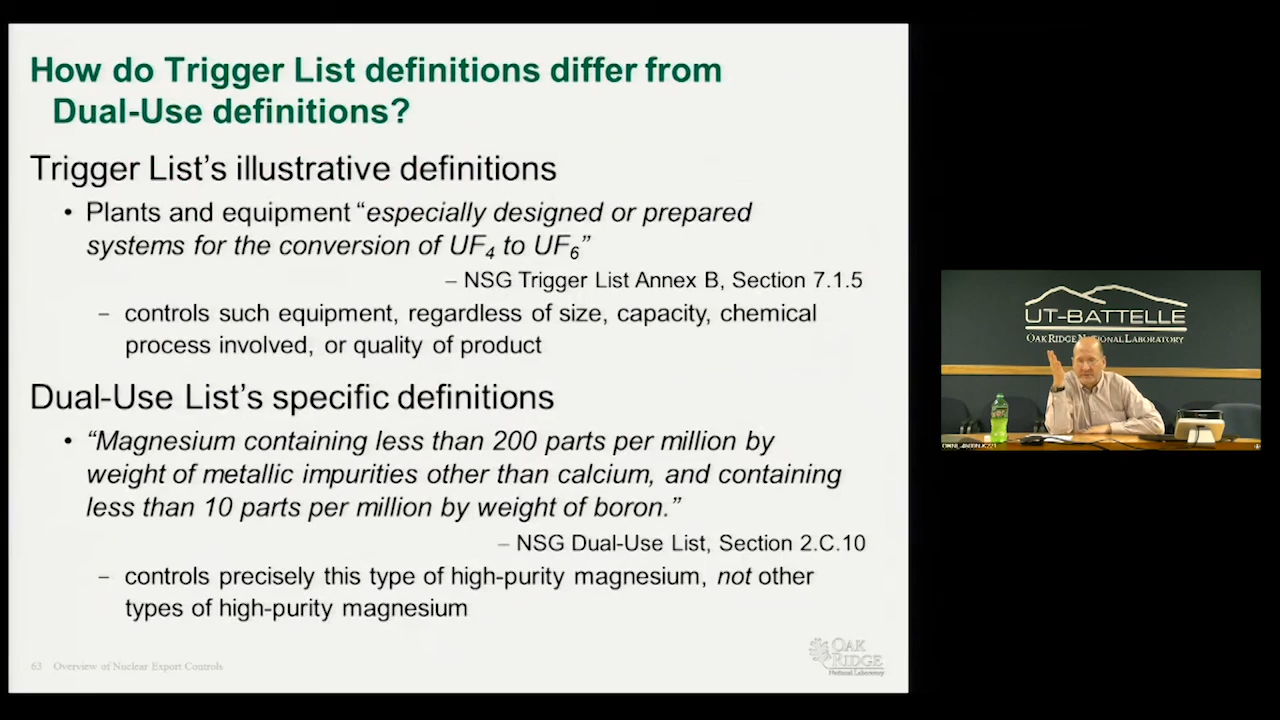 How do Trigger List definitions differ from
Dual-Use definitions?
Trigger List's illustrative definitions
• Plants and equipment “especially designed or prepared
systems for the conversion of UF4 to UF6”
– NSG Trigger List Annex B, Section 7.1.5
– controls such equipment, regardless of size, capacity, chemical
process involved, or quality of product
Dual-Use List's specific definitions
• “Magnesium containing less than 200 parts per million by
weight of metallic impurities other than calcium, and containing
less than 10 parts per million by weight of boron.”
– NSG Dual-Use List, Section 2.C.10
– controls precisely this type of high-purity magnesium, not other
types of high-purity magnesium
63 Overview of Nuclear Export Controls
OAK
RIDGE
National Laboratory
UT-BATTELLE
OAK RIDGE NATIONAL LABORATORY